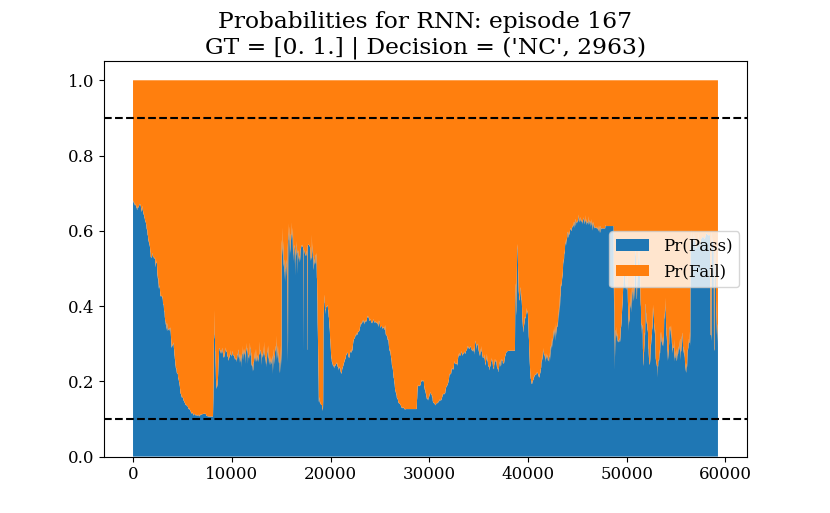 Probabilities for RNN: episode 167
GT = [0. 1.] | Decision = ('NC', 2963)
1.0
0.8
0.6
0.4
0.2
0.0
Pr(Pass)
Pr(Fail)
0 10000 20000 30000 40000 50000 60000